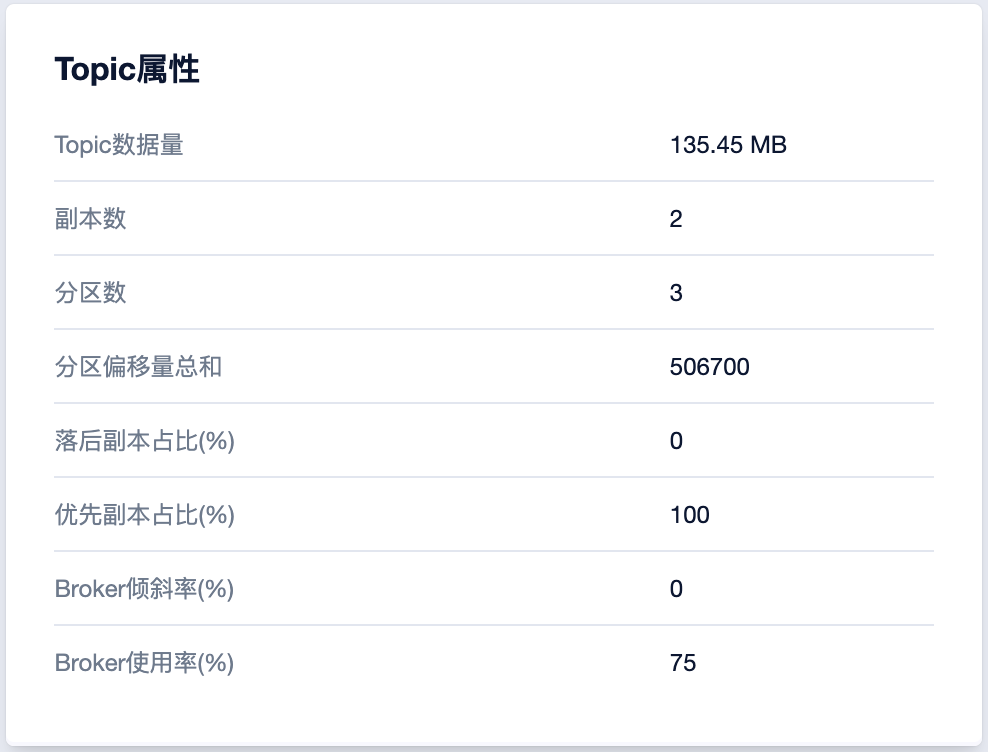 Topic属性
Topic数据量 135.45 MB
副本数 2
分区数 3
分区偏移量总和 506700
落后副本占比(%) 0
优先副本占比(%) 100
Broker倾斜率(%) 0
Broker使用率(%) 75